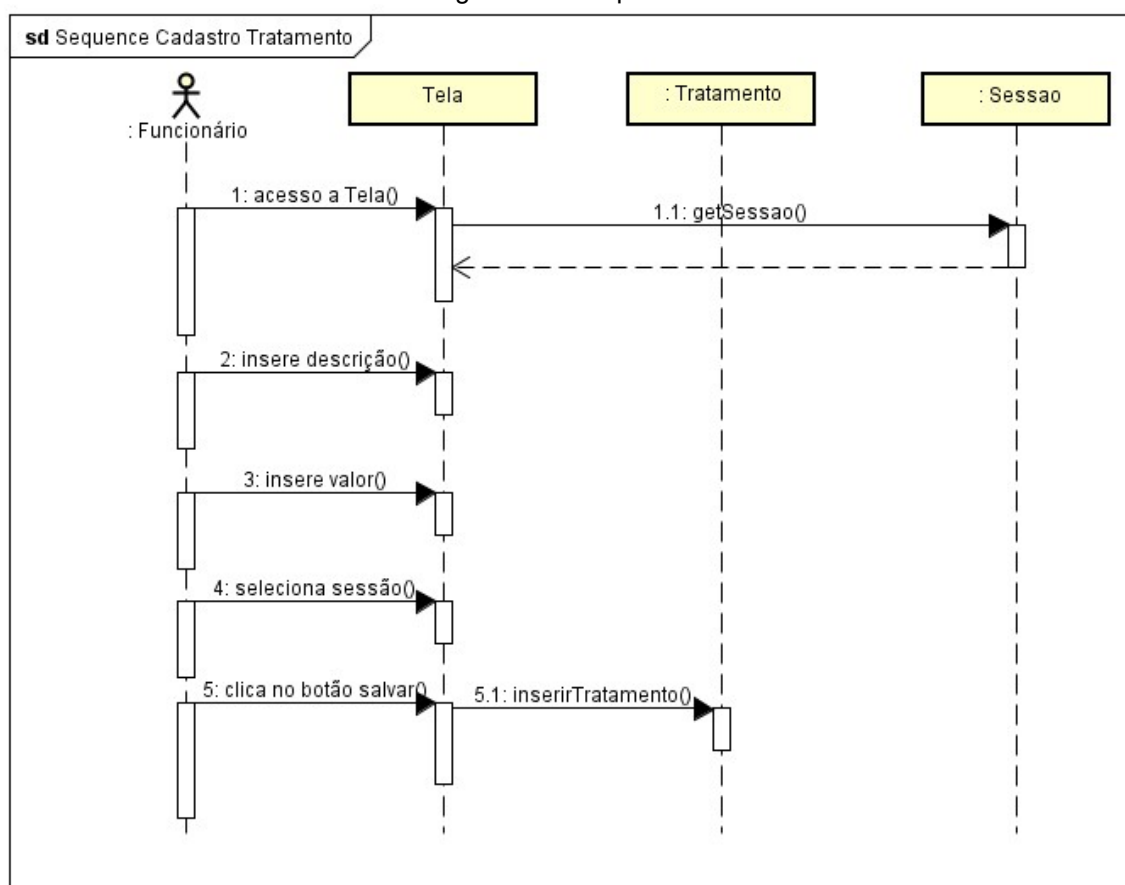 sd Sequence Cadastro Tratamento
: Funcionário
Tela
: Tratamento
: Sessao
1: acesso a Tela()
1.1: getSessao()
2: insere descrição()
3: insere valor()
4: seleciona sessão()
5: clica no botão salvar()
5.1: inserirTratamento()